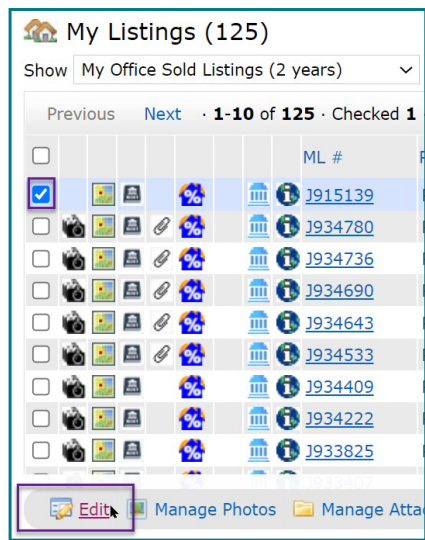 My Listings (125)
Show My Office Sold Listings (2 years)
Previous Next · 1-10 of 125 · Checked 1
ML #
J915139
J934780
J934736
J934690
J934643
J934533
J934409
J934222
J933825
J933407
Edit Manage Photos Manage Atta